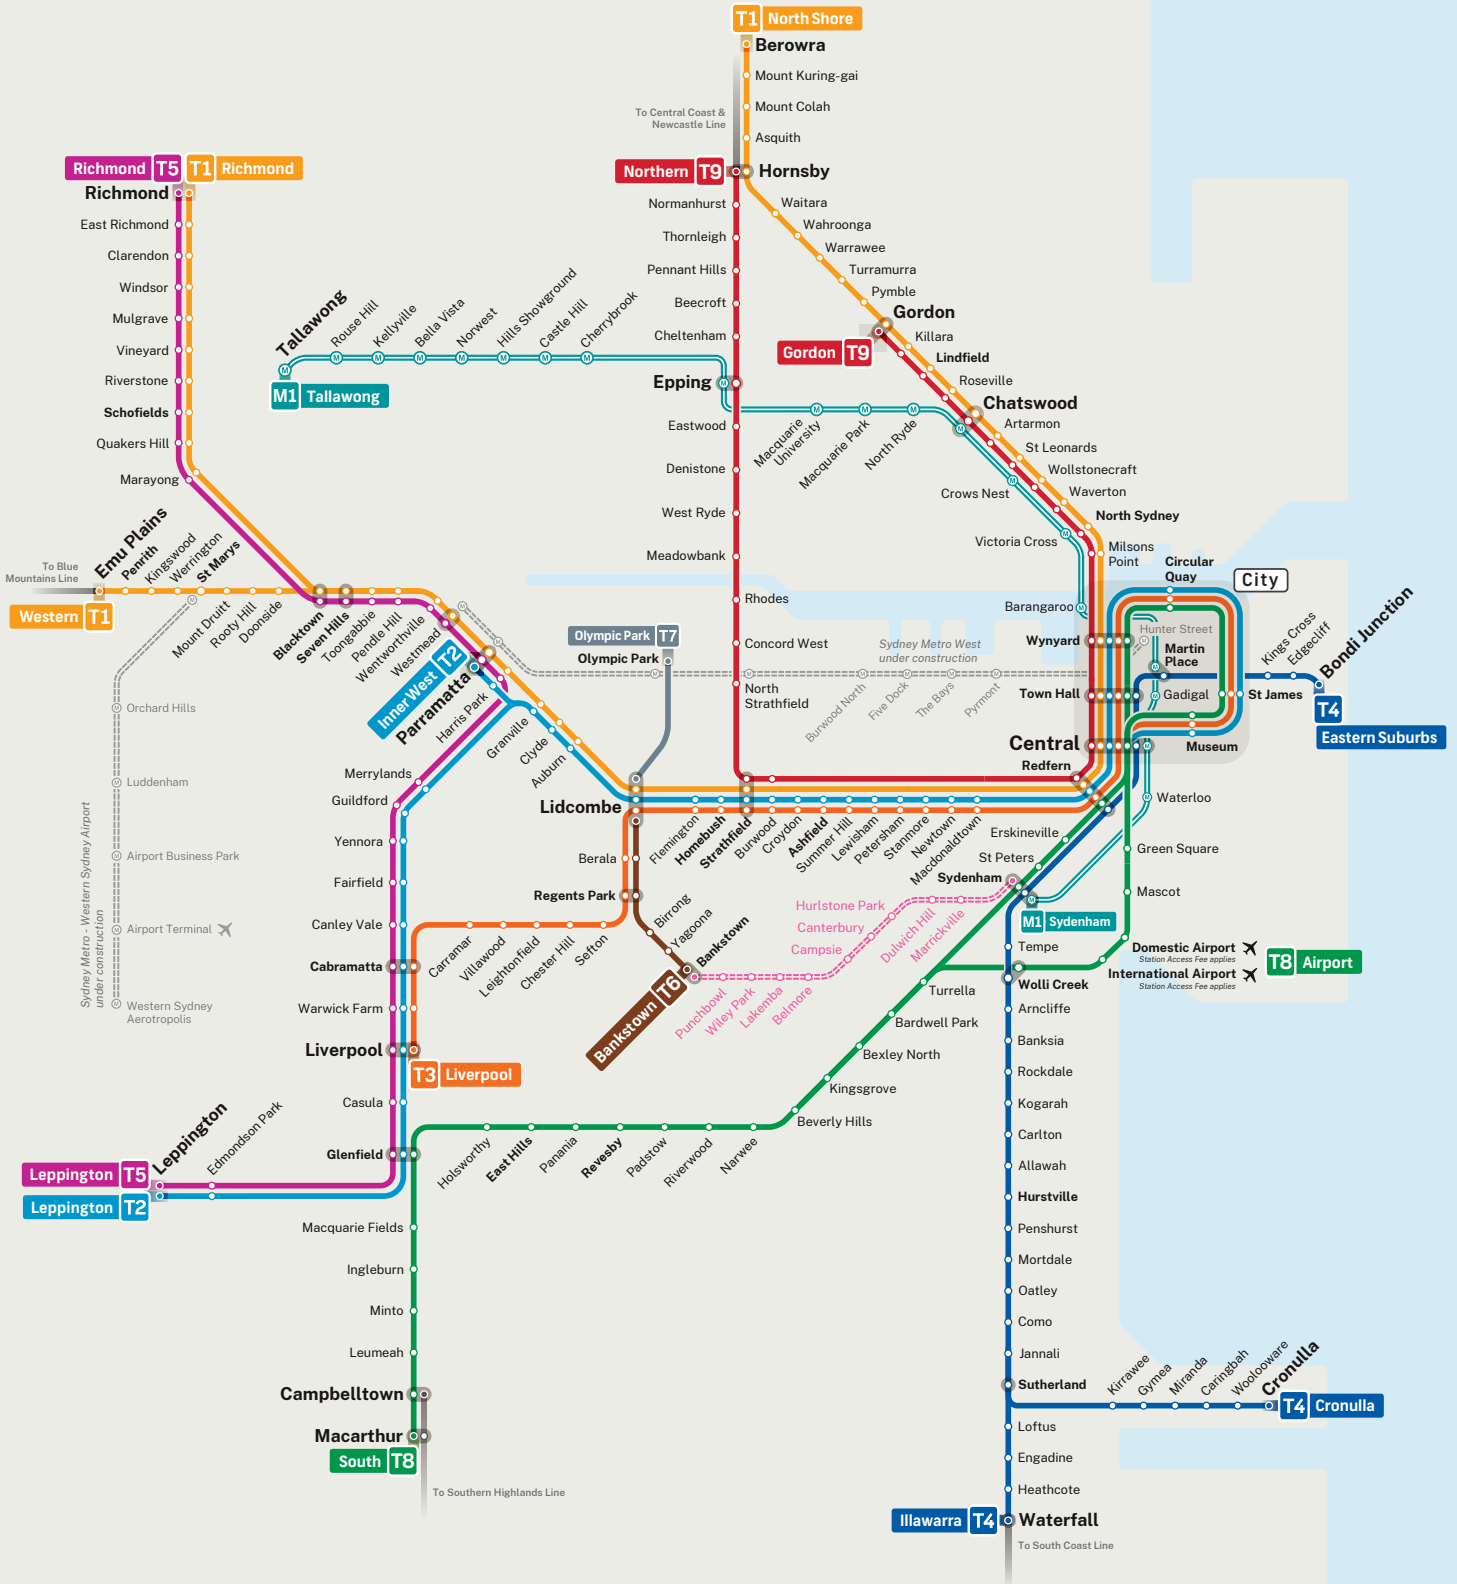 T1 North Shore
Berowra
Mount Kuring-gai
Mount Colah
To Central Coast &
Newcastle Line
Asquith
Northern T9
Hornsby
Richmond T5
T1 Richmond
Richmond
East Richmond
Clarendon
Windsor
Mulgrave
Vineyard
Riverstone
Schofields
Quakers Hill
Marayong
Normanhurst
Thornleigh
Pennant Hills
Beecroft
Cheltenham
Epping
Eastwood
Denistone
West Ryde
Meadowbank
Rhodes
Concord West
North
Strathfield
Waitara
Wahroonga
Warrawee
Turramurra
Pymble
Gordon
Gordon T9
Killara
Lindfield
Roseville
Chatswood
Artarmon
St Leonards
Wollstonecraft
Waverton
North Sydney
Milsons
Point
Tallawong
M1 Tallawong
Rouse Hill
Kellyville
Bella Vista
Norwest
Hills Showground
Castle Hill
Cherrybrook
Macquarie
University
Macquarie Park
North Ryde
Crows Nest
Victoria Cross
Barangaroo
To Blue
Mountains Line
Western T1
Emu Plains
Penrith
Kingswood
Werrington
St Marys
Mount Druitt
Rooty Hill
Doonside
Blacktown
Seven Hills
Toongabbie
Pendle Hill
Wentworthville
Westmead
Inner West T2
Parramatta
Harris Park
Granville
Clyde
Auburn
Lidcombe
Olympic Park T7
Olympic Park
Sydney Metro West
under construction
Burwood North
Five Dock
The Bays
Pyrmont
Hunter Street
City
Circular
Quay
Wynyard
Martin
Place
Town Hall
Gadigal
St James
Museum
Central
Redfern
Kings Cross
Edgecliff
Bondi Junction
T4
Eastern Suburbs
Waterloo
Flemington
Homebush
Strathfield
Burwood
Croydon
Ashfield
Summer Hill
Lewisham
Petersham
Stanmore
Newtown
Macdonaldtown
Erskineville
St Peters
Sydenham
M1 Sydenham
Green Square
Mascot
Domestic Airport
Station Access Fee applies
International Airport
Station Access Fee applies
T8 Airport
Merrylands
Guildford
Yennora
Fairfield
Canley Vale
Cabramatta
Warwick Farm
Liverpool
T3 Liverpool
Casula
Glenfield
Berala
Regents Park
Birrong
Yagoona
Bankstown
Bankstown T6
Carramar
Villawood
Leightonfield
Chester Hill
Sefton
Punchbowl
Wiley Park
Lakemba
Belmore
Campsie
Canterbury
Hurlstone Park
Dulwich Hill
Marrickville
Sydney Metro - Western Sydney Airport
under construction
Orchard Hills
Luddenham
Airport Business Park
Airport Terminal
Western Sydney
Aerotropolis
Leppington T5
Leppington T2
Leppington
Edmondson Park
Holsworthy
East Hills
Panania
Revesby
Padstow
Riverwood
Narwee
Beverly Hills
Kingsgrove
Bexley North
Bardwell Park
Turrella
Macquarie Fields
Ingleburn
Minto
Leumeah
Campbelltown
Macarthur
South T8
To Southern Highlands Line
Tempe
Wolli Creek
Arncliffe
Banksia
Rockdale
Kogarah
Carlton
Allawah
Hurstville
Penshurst
Mortdale
Oatley
Como
Jannali
Sutherland
Loftus
Engadine
Heathcote
Illawarra T4
Waterfall
To South Coast Line
Kirrawee
Gymea
Miranda
Caringbah
Woolooware
Cronulla
T4 Cronulla